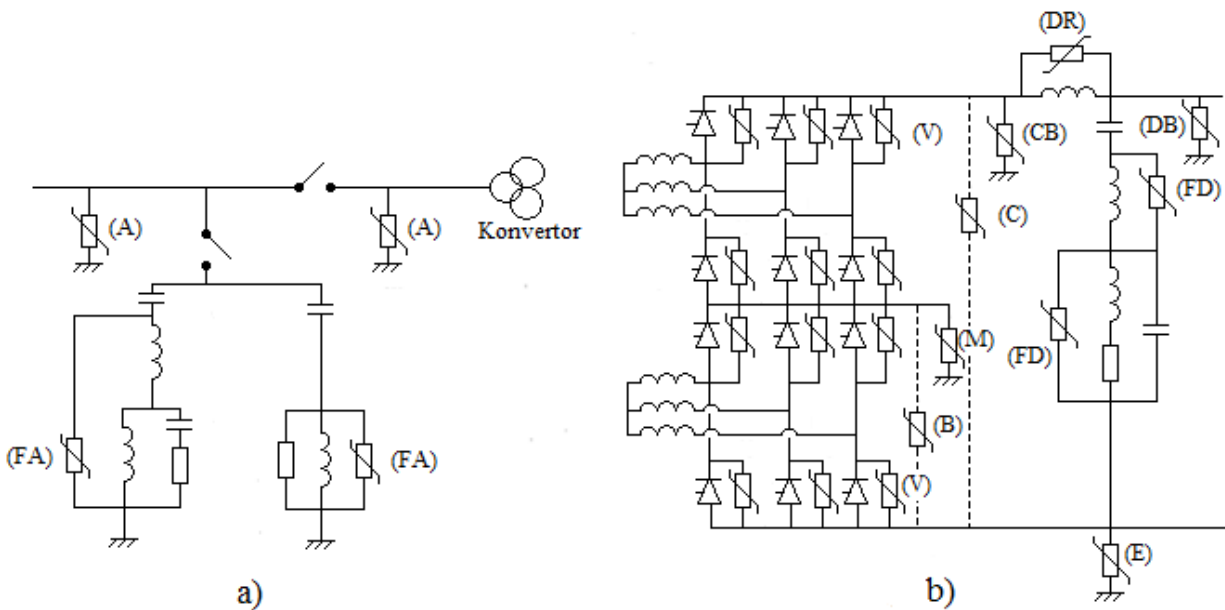 (A)
(A)
Konvertor
(FA)
(FA)
a)
(DR)
(V)
(CB)
(DB)
(FD)
(C)
(M)
(FD)
(B)
(V)
(E)
b)